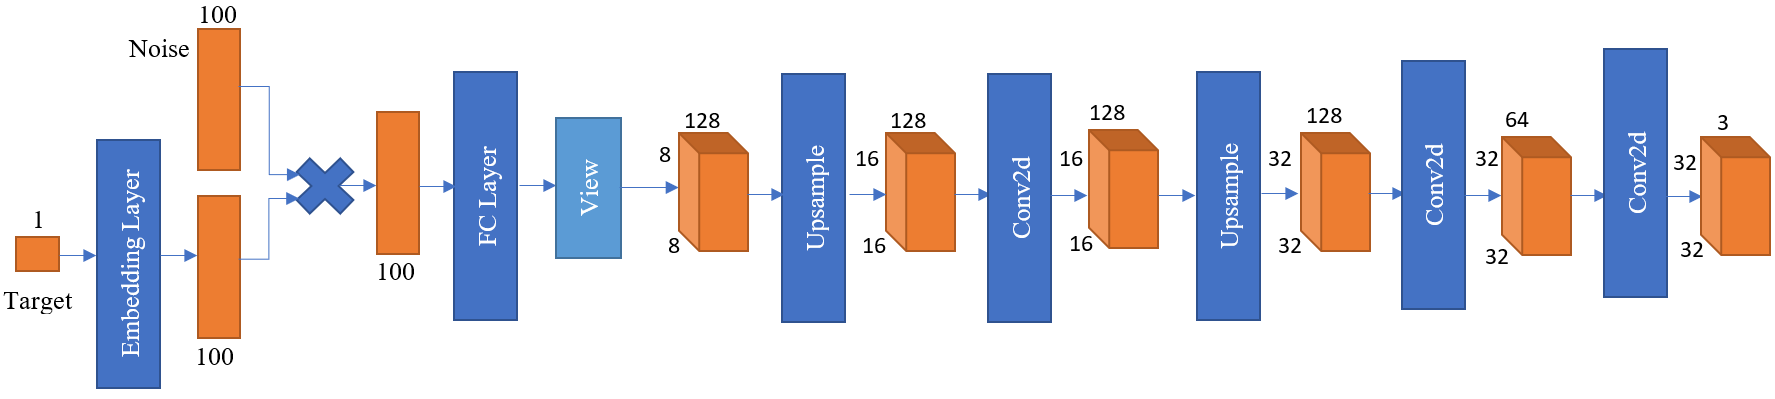 100
Noise
1
Target
Embedding Layer
100
100
FC Layer
View
128
8
8
Upsample
128
16
16
Conv2d
128
16
16
Upsample
128
32
32
Conv2d
64
32
32
Conv2d
3
32
32